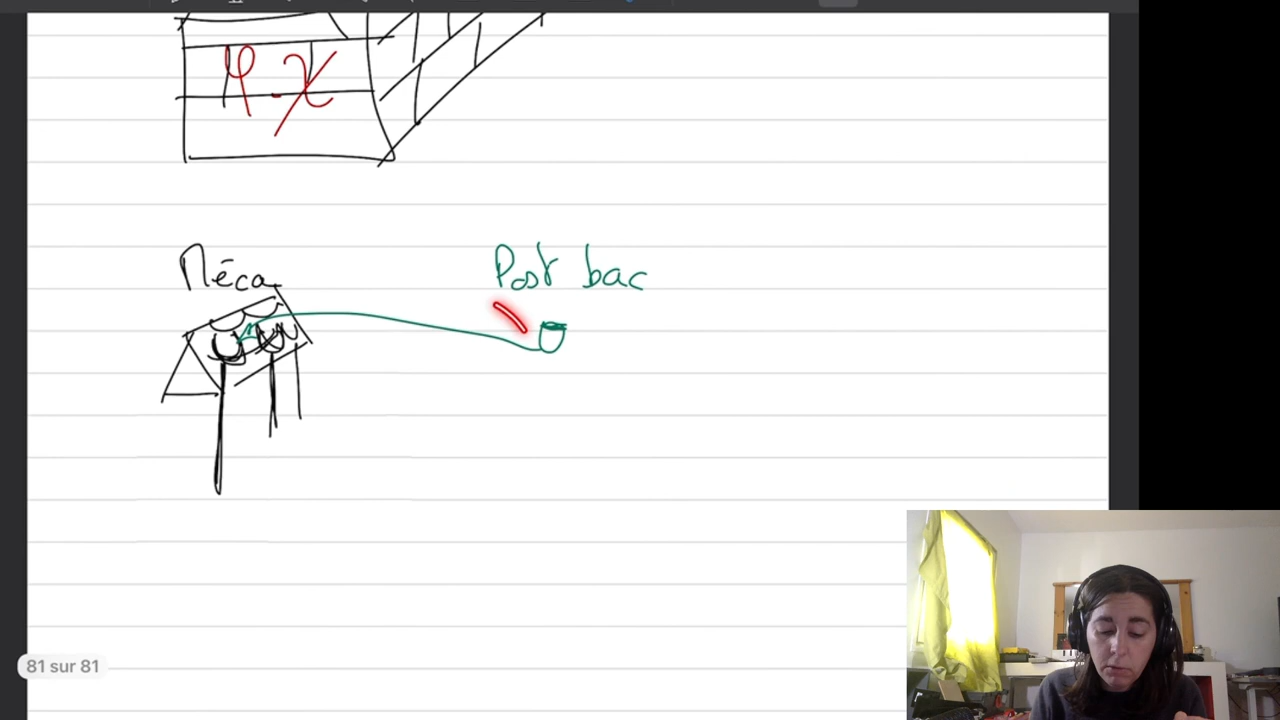 φ-χ
Méca
Post bac
81 sur 81